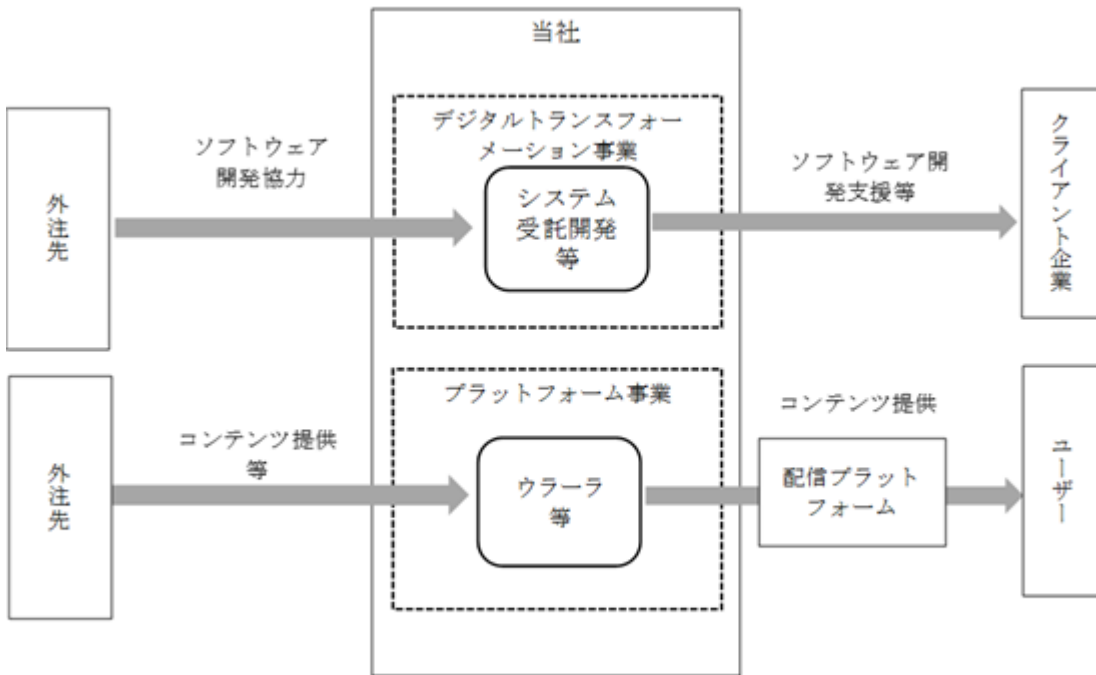 当社
外注先
ソフトウェア
開発協力
デジタルトランスフォー
メーション事業
システム
受託開発
等
ソフトウェア開
発支援等
クライアント企業
外注先
コンテンツ提供
等
プラットフォーム事業
ウラーラ
等
コンテンツ提供
配信プラット
フォーム
ユーザー